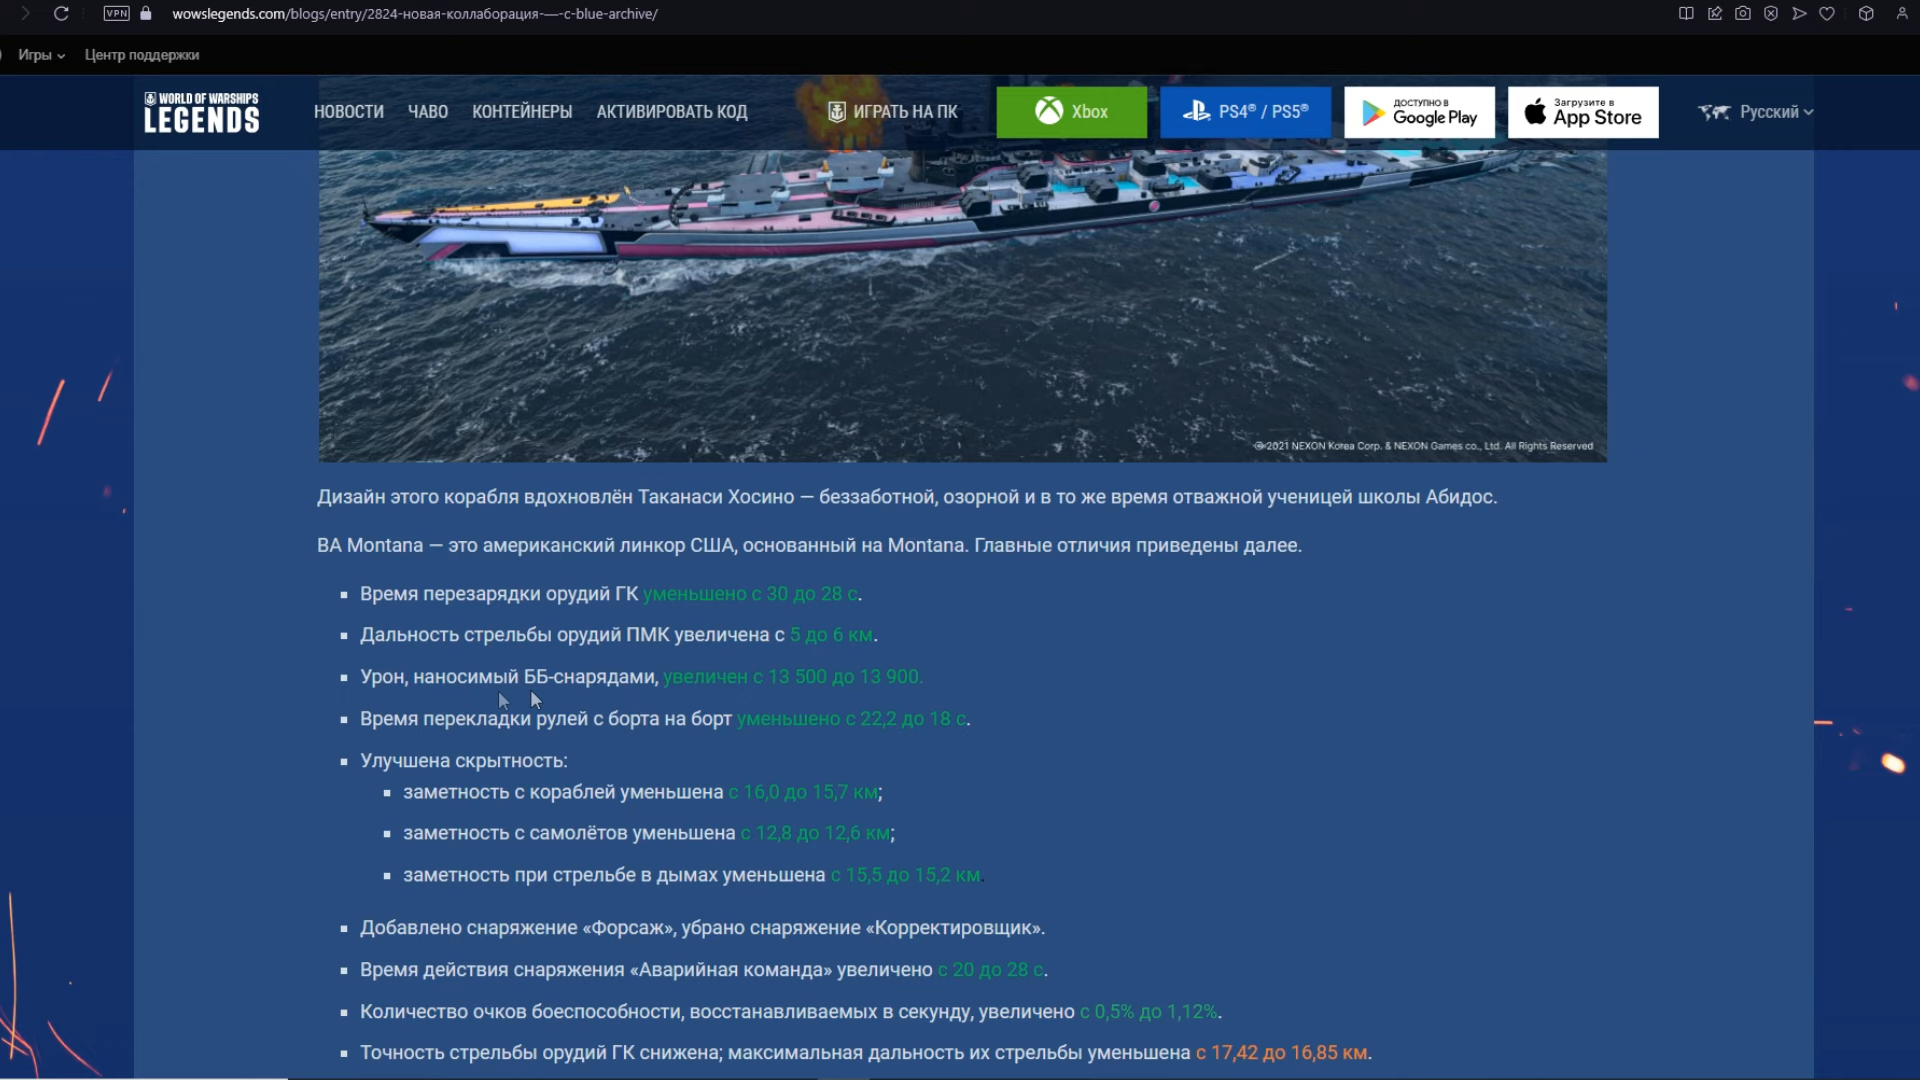 VPN
wowslegends.com/blogs/entry/2824-новая-коллаборация-—-с-blue-archive/
Игры
Центр поддержки
WORLD OF WARSHIPS
LEGENDS
НОВОСТИ
ЧАВО
КОНТЕЙНЕРЫ
АКТИВИРОВАТЬ КОД
ИГРАТЬ НА ПК
Xbox
PS4® / PS5®
ДОСТУПНО В
Google Play
Загрузите в
App Store
Русский
©2021 NEXON Korea Corp. & NEXON Games co., Ltd. All Rights Reserved
Дизайн этого корабля вдохновлён Таканаси Хосино — беззаботной, озорной и в то же время отважной ученицей школы Абидос.
BA Montana — это американский линкор США, основанный на Montana. Главные отличия приведены далее.
Время перезарядки орудий ГК уменьшено с 30 до 28 с.
Дальность стрельбы орудий ПМК увеличена с 5 до 6 км.
Урон, наносимый ББ-снарядами, увеличен с 13 500 до 13 900.
Время перекладки рулей с борта на борт уменьшено с 22,2 до 18 с.
Улучшена скрытность:
заметность с кораблей уменьшена с 16,0 до 15,7 км;
заметность с самолётов уменьшена с 12,8 до 12,6 км;
заметность при стрельбе в дымах уменьшена с 15,5 до 15,2 км.
Добавлено снаряжение «Форсаж», убрано снаряжение «Корректировщик».
Время действия снаряжения «Аварийная команда» увеличено с 20 до 28 с.
Количество очков боеспособности, восстанавливаемых в секунду, увеличено с 0,5% до 1,12%.
Точность стрельбы орудий ГК снижена; максимальная дальность их стрельбы уменьшена с 17,42 до 16,85 км.